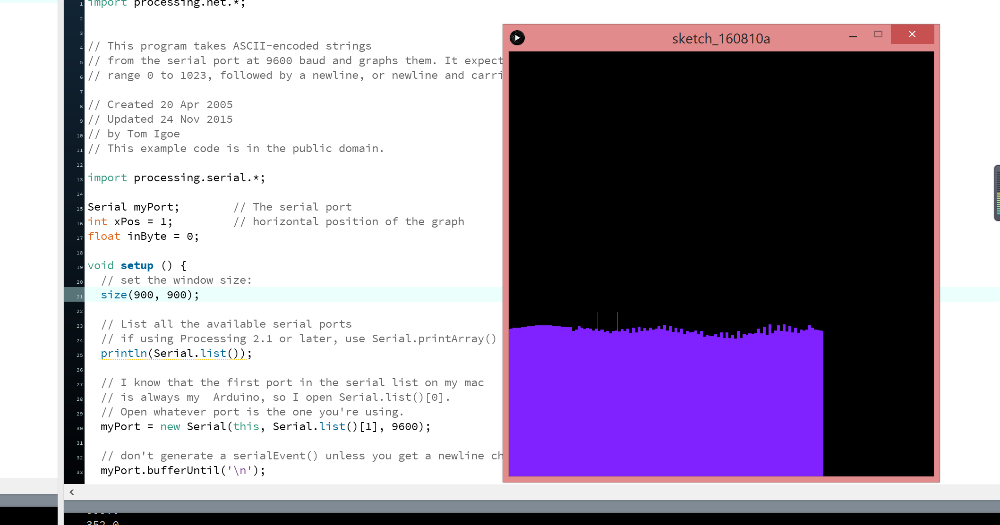 1 import processing.net.*;
2
3
4 // This program takes ASCII-encoded strings
5 // from the serial port at 9600 baud and graphs them. It expect
6 // range 0 to 1023, followed by a newline, or newline and carri
7
8 // Created 20 Apr 2005
9 // Updated 24 Nov 2015
10 // by Tom Igoe
11 // This example code is in the public domain.
12
13 import processing.serial.*;
14
15 Serial myPort;        // The serial port
16 int xPos = 1;         // horizontal position of the graph
17 float inByte = 0;
18
19 void setup () {
20   // set the window size:
21   size(900, 900);
22
23   // List all the available serial ports
24   // if using Processing 2.1 or later, use Serial.printArray()
25   println(Serial.list());
26
27   // I know that the first port in the serial list on my mac
28   // is always my  Arduino, so I open Serial.list()[0].
29   // Open whatever port is the one you're using.
30   myPort = new Serial(this, Serial.list()[1], 9600);
31
32   // don't generate a serialEvent() unless you get a newline ch
33   myPort.bufferUntil('\n');
sketch_160810a
352.0